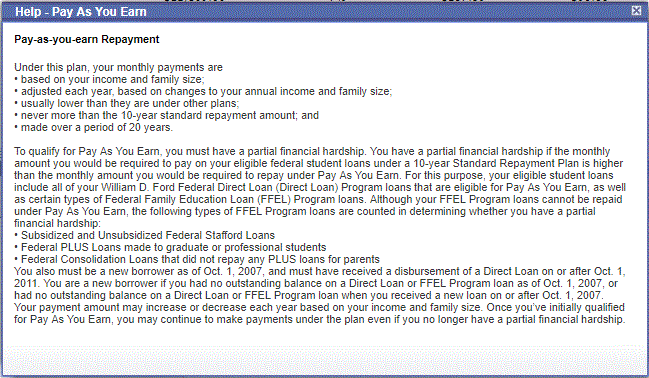 Help - Pay As You Earn
Pay-as-you-earn Repayment
Under this plan, your monthly payments are
• based on your income and family size;
• adjusted each year, based on changes to your annual income and family size;
• usually lower than they are under other plans;
• never more than the 10-year standard repayment amount; and
• made over a period of 20 years.
To qualify for Pay As You Earn, you must have a partial financial hardship. You have a partial financial hardship if the monthly
amount you would be required to pay on your eligible federal student loans under a 10-year Standard Repayment Plan is higher
than the monthly amount you would be required to repay under Pay As You Earn. For this purpose, your eligible student loans
include all of your William D. Ford Federal Direct Loan (Direct Loan) Program loans that are eligible for Pay As You Earn, as well
as certain types of Federal Family Education Loan (FFEL) Program loans. Although your FFEL Program loans cannot be repaid
under Pay As You Earn, the following types of FFEL Program loans are counted in determining whether you have a partial
financial hardship:
• Subsidized and Unsubsidized Federal Stafford Loans
• Federal PLUS Loans made to graduate or professional students
• Federal Consolidation Loans that did not repay any PLUS loans for parents
You also must be a new borrower as of Oct. 1, 2007, and must have received a disbursement of a Direct Loan on or after Oct. 1,
2011. You are a new borrower if you had no outstanding balance on a Direct Loan or FFEL Program loan as of Oct. 1, 2007, or
had no outstanding balance on a Direct Loan or FFEL Program loan when you received a new loan on or after Oct. 1, 2007.
Your payment amount may increase or decrease each year based on your income and family size. Once you've initially qualified
for Pay As You Earn, you may continue to make payments under the plan even if you no longer have a partial financial hardship.